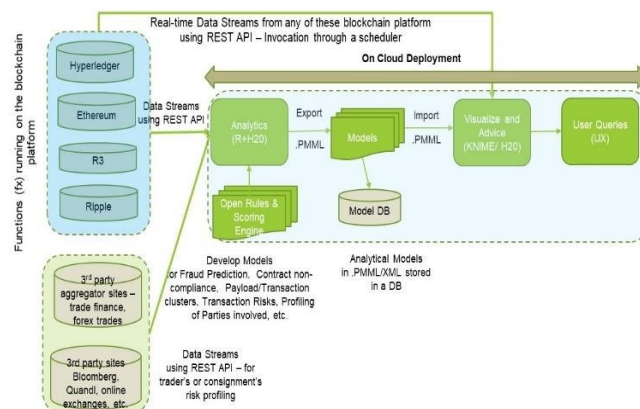 Real-time Data Streams from any of these blockchain platform
using REST API – Invocation through a scheduler
On Cloud Deployment
Functions (fx) running on the blockchain
platform
Hyperledger
Ethereum
R3
Ripple
Data Streams
using REST API
Analytics
(R+H20)
Export
.PMML
Models
Import
.PMML
Visualize and
Advice
(KNIME/ H20)
User Queries
(UX)
Open Rules &
Scoring
Engine
Model DB
Develop Models
for Fraud Prediction. Contract non-
compliance, Payload/Transaction
clusters, Transaction Risks, Profiling
of Parties involved, etc.
Analytical Models
in .PMML/XML stored
in a DB
3rd party
aggregator sites –
trade finance,
forex trades
3rd party sites
Bloomberg,
Quandl, online
exchanges, etc.
Data Streams
using REST API – for
trader's or consignment's
risk profiling